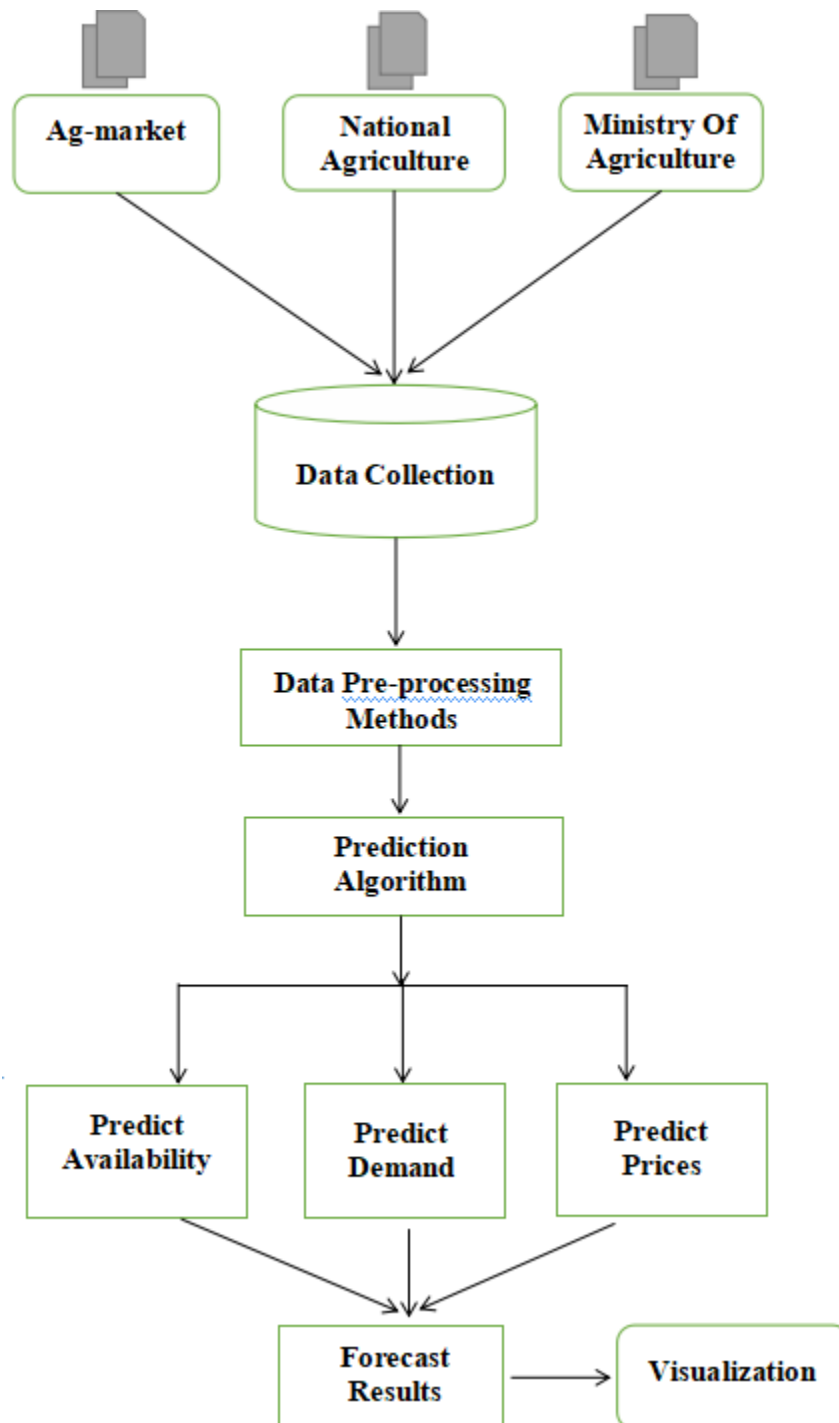 Ag-market
National
Agriculture
Ministry Of
Agriculture
Data Collection
Data Pre-processing
Methods
Prediction
Algorithm
Predict
Availability
Predict
Demand
Predict
Prices
Forecast
Results
Visualization